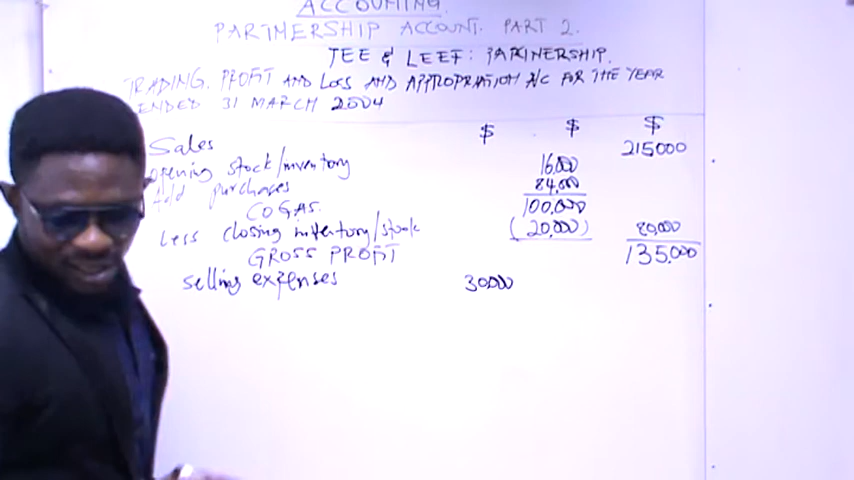 ACCOUNTING.
PARTMERSHIP ACCOUNT. PART 2.
TEE & LEEF: PARTNERSHIP.
TRADING. PROFIT AND LOSS AND APPROPRIATION A/C FOR THE YEAR
ENDED 31 MARCH 2004
$ $ $
Sales 215000
opening stock/inventory 16,000
Add purchases 84,000
COGAS. 100,000
Less closing inventory/stock (20,000) 80,000
GROSS PROFIT 135,000
selling expenses 30000